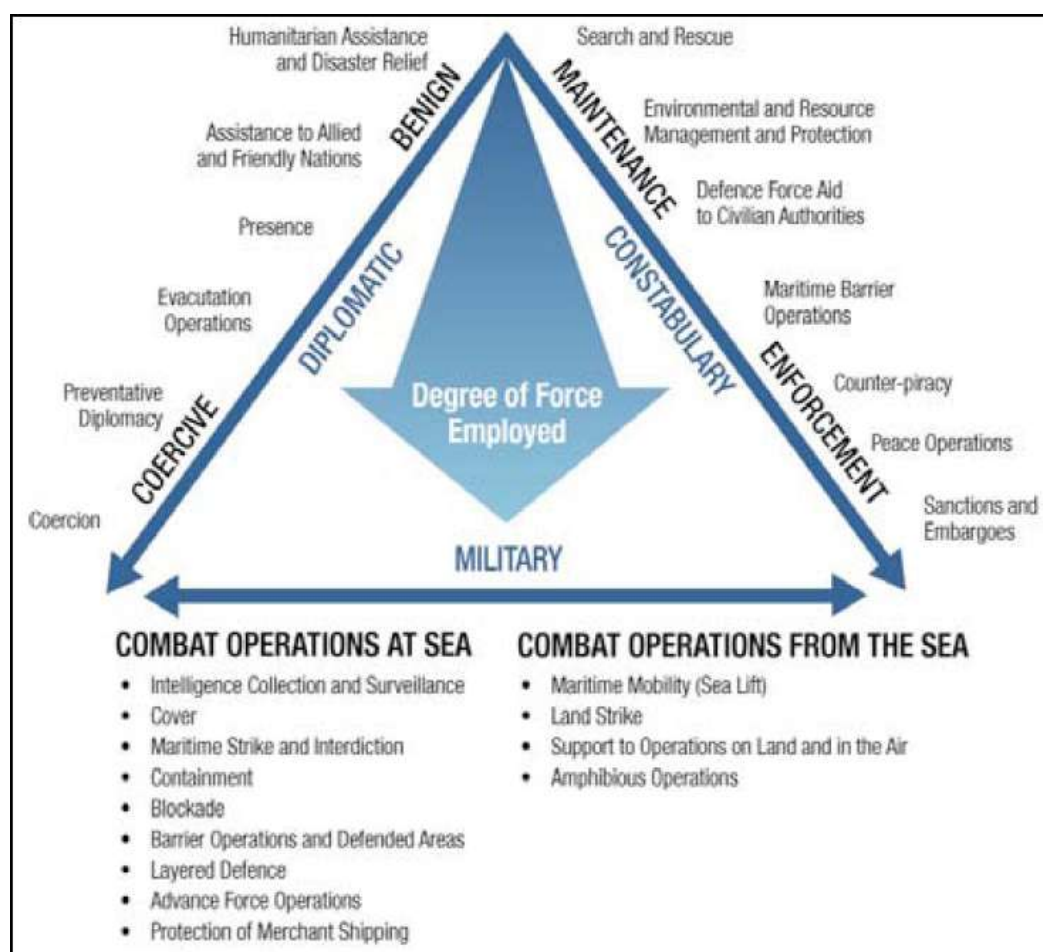 Humanitarian Assistance
and Disaster Relief
Search and Rescue
BENIGN
MAINTENANCE
Environmental and Resource
Management and Protection
Assistance to Allied
and Friendly Nations
Defence Force Aid
to Civilian Authorities
Presence
DIPLOMATIC
CONSTABULARY
Evacutation
Operations
Maritime Barrier
Operations
ENFORCEMENT
Counter-piracy
Preventative
Diplomacy
Degree of Force
Employed
COERCIVE
Peace Operations
Coercion
Sanctions and
Embargoes
MILITARY
COMBAT OPERATIONS AT SEA
• Intelligence Collection and Surveillance
• Cover
• Maritime Strike and Interdiction
• Containment
• Blockade
• Barrier Operations and Defended Areas
• Layered Defence
• Advance Force Operations
• Protection of Merchant Shipping
COMBAT OPERATIONS FROM THE SEA
• Maritime Mobility (Sea Lift)
• Land Strike
• Support to Operations on Land and in the Air
• Amphibious Operations